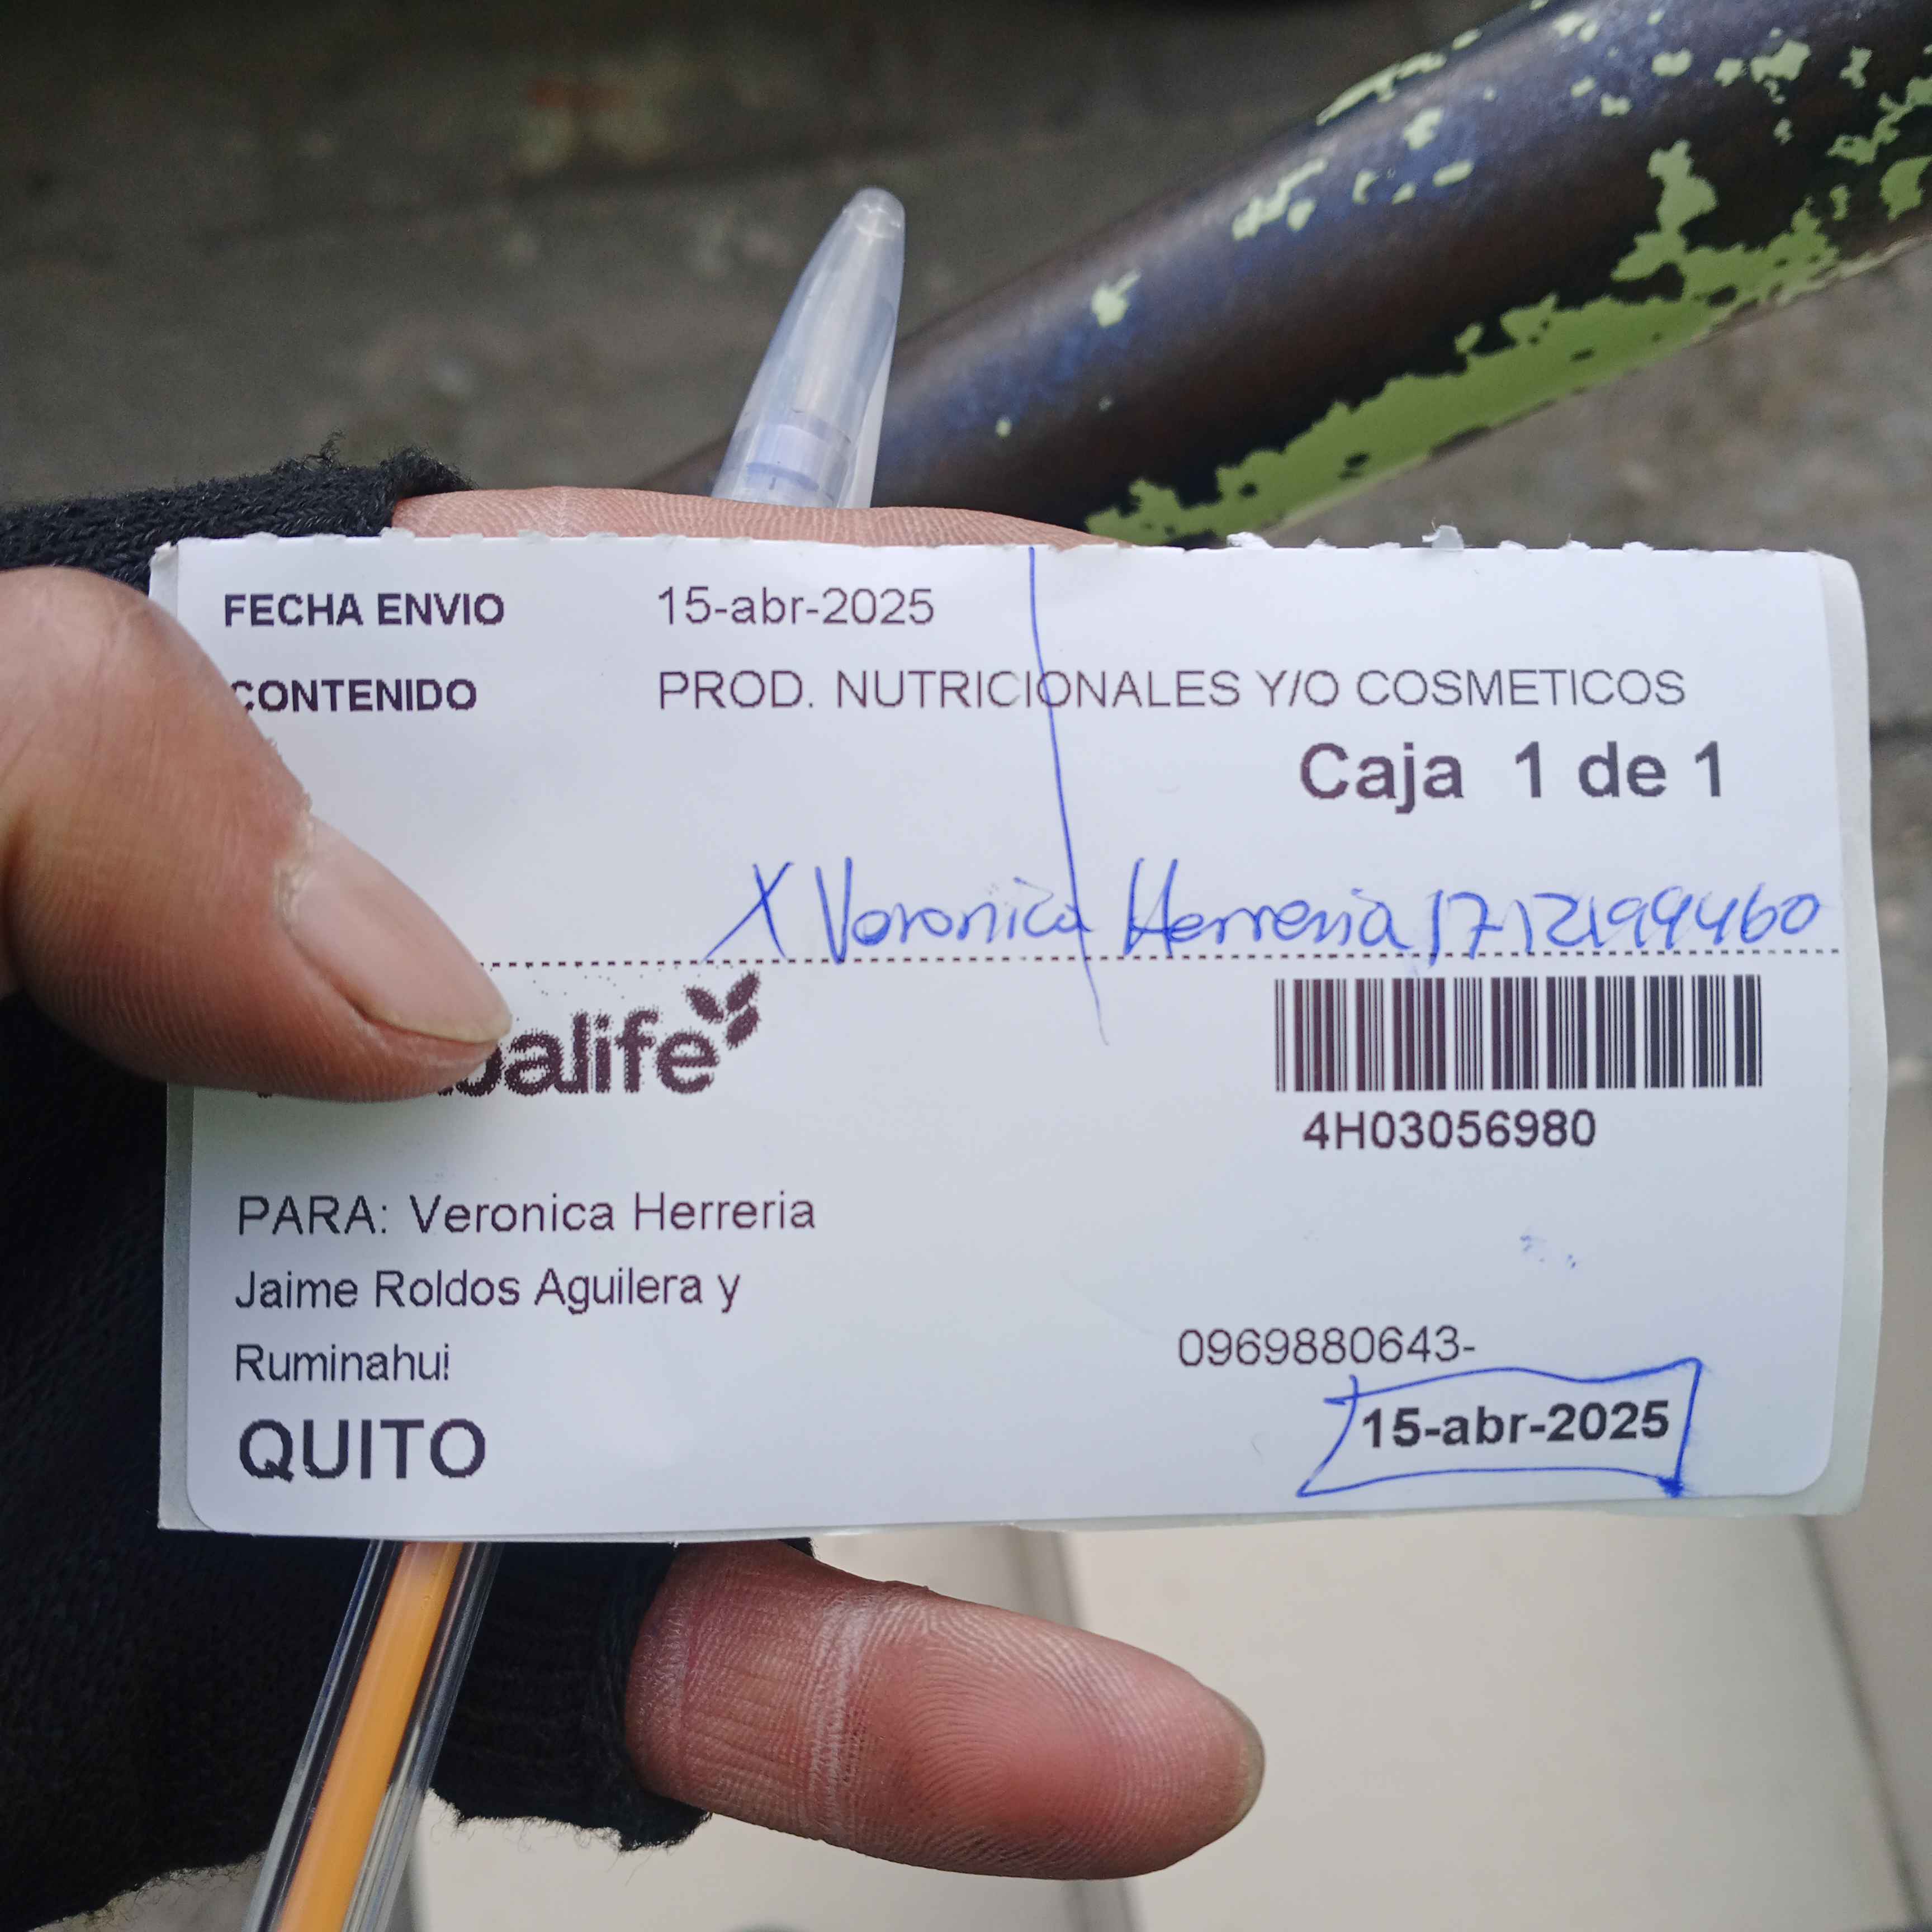 FECHA ENVIO 15-abr-2025
CONTENIDO PROD. NUTRICIONALES Y/O COSMETICOS
Caja 1 de 1
X Veronica Herreria 1712199460
balife
4H03056980
PARA: Veronica Herreria
Jaime Roldos Aguilera y
Ruminahui
0969880643-
QUITO
15-abr-2025